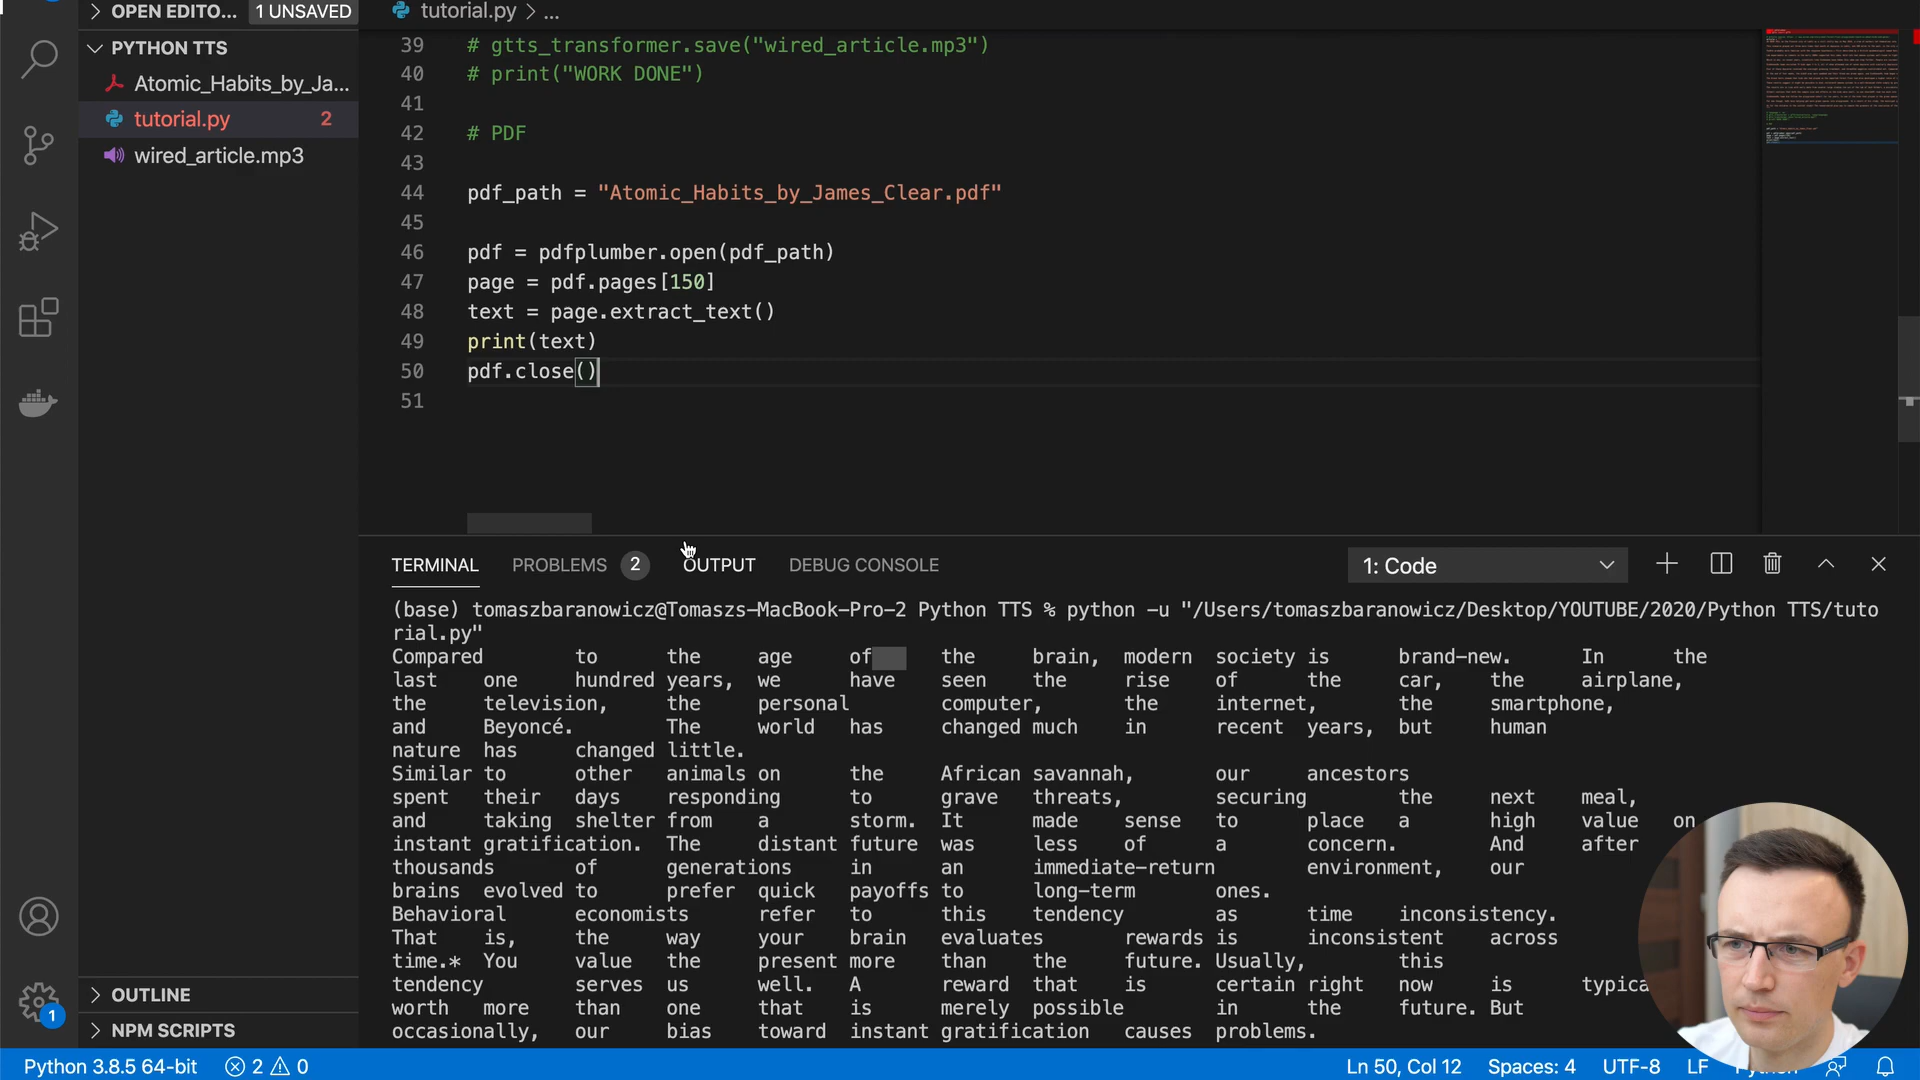 OPEN EDITO... 1 UNSAVED
tutorial.py > ...
PYTHON TTS
Atomic_Habits_by_Ja...
tutorial.py 2
wired_article.mp3
39 # gtts_transformer.save("wired_article.mp3")
40 # print("WORK DONE")
41
42 # PDF
43
44 pdf_path = "Atomic_Habits_by_James_Clear.pdf"
45
46 pdf = pdfplumber.open(pdf_path)
47 page = pdf.pages[150]
48 text = page.extract_text()
49 print(text)
50 pdf.close()
51
TERMINAL PROBLEMS 2 OUTPUT DEBUG CONSOLE 1: Code
(base) tomaszbaranowicz@Tomaszs-MacBook-Pro-2 Python TTS % python -u "/Users/tomaszbaranowicz/Desktop/YOUTUBE/2020/Python TTS/tuto
rial.py"
Compared to the age of the brain, modern society is brand-new. In the
last one hundred years, we have seen the rise of the car, the airplane,
the television, the personal computer, the internet, the smartphone,
and Beyoncé. The world has changed much in recent years, but human
nature has changed little.
Similar to other animals on the African savannah, our ancestors
spent their days responding to grave threats, securing the next meal,
and taking shelter from a storm. It made sense to place a high value on
instant gratification. The distant future was less of a concern. And after
thousands of generations in an immediate-return environment, our
brains evolved to prefer quick payoffs to long-term ones.
Behavioral economists refer to this tendency as time inconsistency.
That is, the way your brain evaluates rewards is inconsistent across
time.* You value the present more than the future. Usually, this
tendency serves us well. A reward that is certain right now is typica
worth more than one that is merely possible in the future. But
occasionally, our bias toward instant gratification causes problems.
OUTLINE
NPM SCRIPTS
1
Python 3.8.5 64-bit 2 0 Ln 50, Col 12 Spaces: 4 UTF-8 LF Python